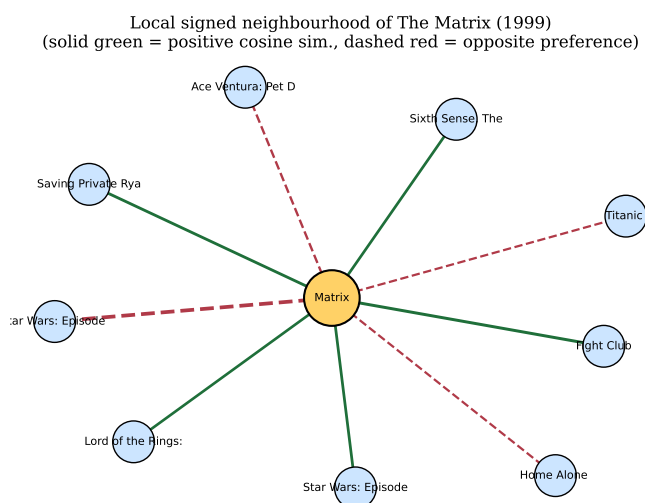 Local signed neighbourhood of The Matrix (1999)
(solid green = positive cosine sim., dashed red = opposite preference)
Ace Ventura: Pet D
Sixth Sense, The
Saving Private Rya
Titanic
Matrix
tar Wars: Episode
Fight Club
Lord of the Rings:
Home Alone
Star Wars: Episode